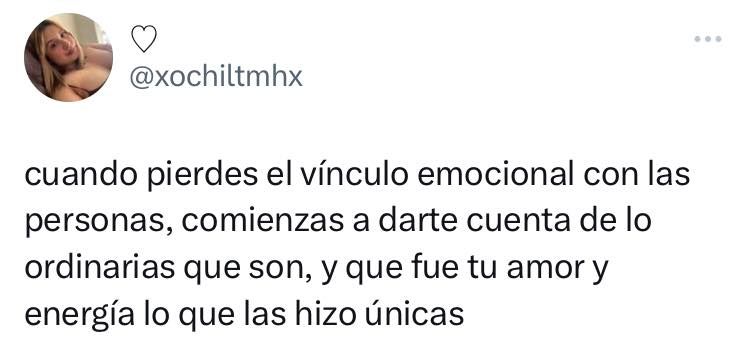 ♡
@xochiltmhx
cuando pierdes el vínculo emocional con las
personas, comienzas a darte cuenta de lo
ordinarias que son, y que fue tu amor y
energía lo que las hizo únicas